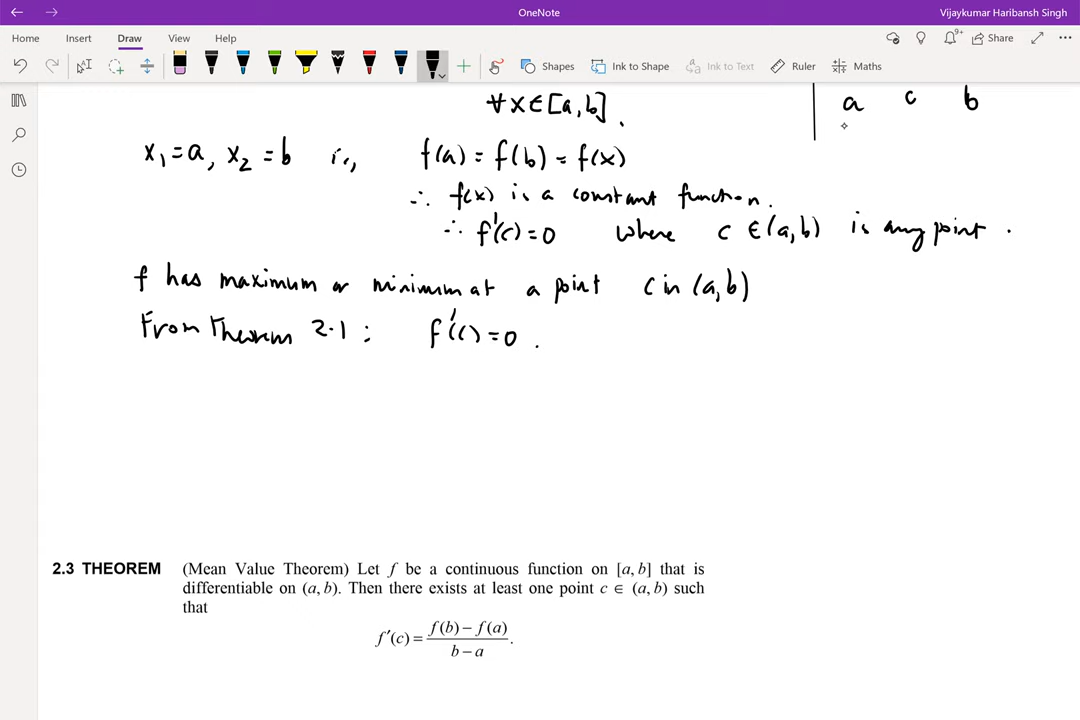 OneNote
Vijaykumar Haribansh Singh
Home Insert Draw View Help
9+ Share
Shapes Ink to Shape Ink to Text Ruler Maths
∀ x ∈ [a, b].
a c b
x₁ = a, x₂ = b i, f(a) = f(b) = f(x)
∴ f(x) is a constant function.
∴ f'(c) = 0 where c ∈ (a, b) is any point.
f has maximum or minimum at a point c in (a, b)
From Theorem 2.1 : f'(c) = 0.
2.3 THEOREM (Mean Value Theorem) Let f be a continuous function on [a, b] that is
differentiable on (a, b). Then there exists at least one point c ∈ (a, b) such
that
f'(c) = (f(b) − f(a)) / (b − a).